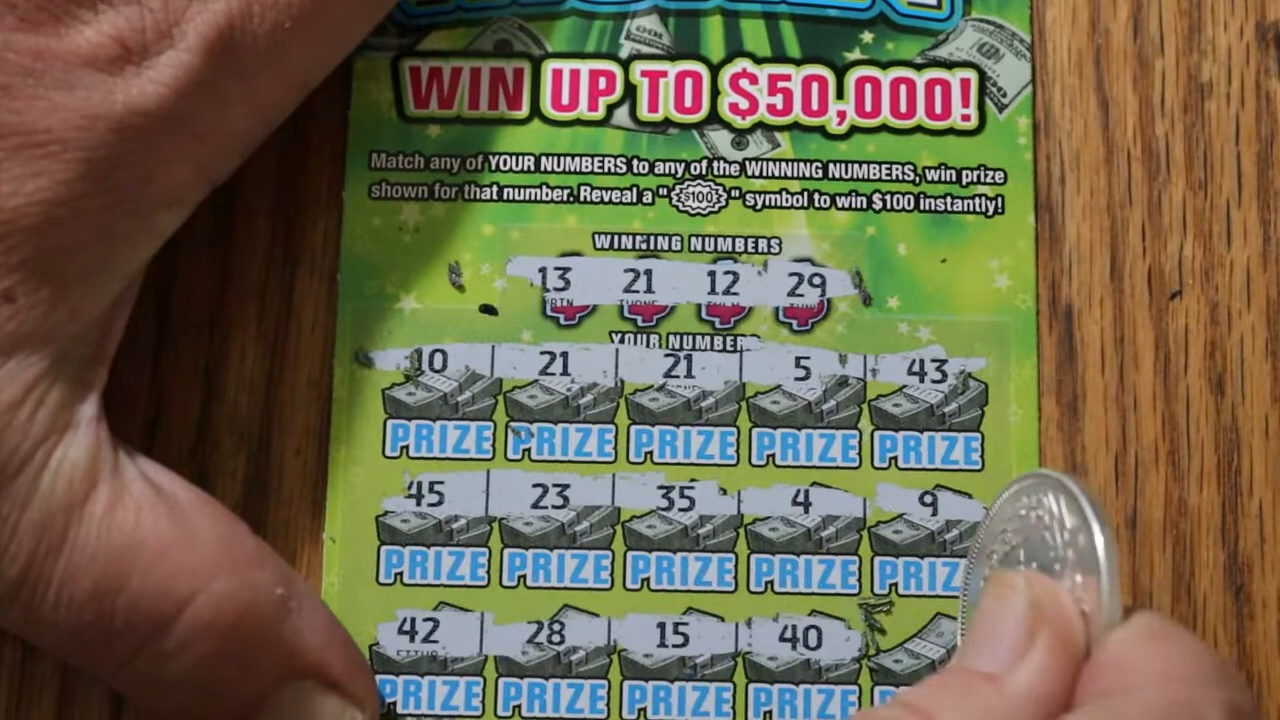 WIN UP TO $50,000!
Match any of YOUR NUMBERS to any of the WINNING NUMBERS, win prize
shown for that number. Reveal a " $100 " symbol to win $100 instantly!
WINNING NUMBERS
13 21 12 29
YOUR NUMBER
10 21 21 5 43
PRIZE PRIZE PRIZE PRIZE PRIZE
45 23 35 4 9
PRIZE PRIZE PRIZE PRIZE PRIZ
42 28 15 40
PRIZE PRIZE PRIZE PRIZE